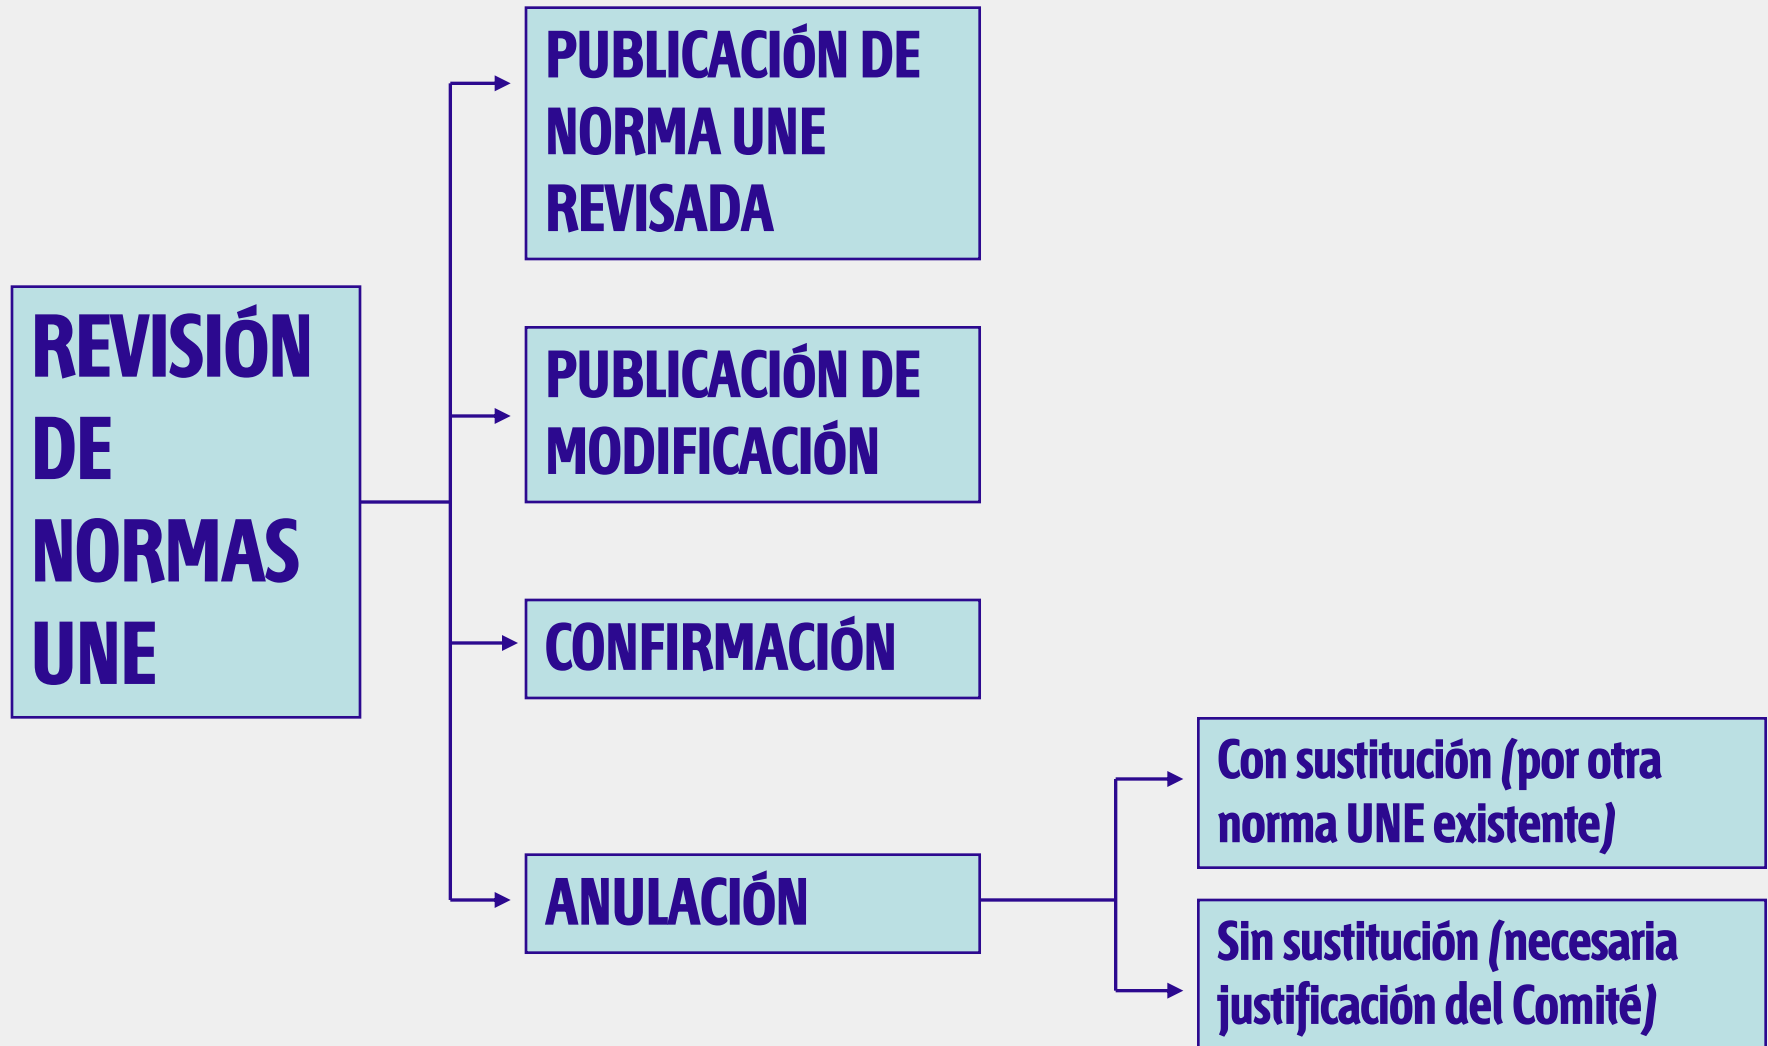 PUBLICACIÓN DE
NORMA UNE
REVISADA
REVISIÓN
DE
NORMAS
UNE
PUBLICACIÓN DE
MODIFICACIÓN
CONFIRMACIÓN
ANULACIÓN
Con sustitución (por otra
norma UNE existente)
Sin sustitución (necesaria
justificación del Comité)